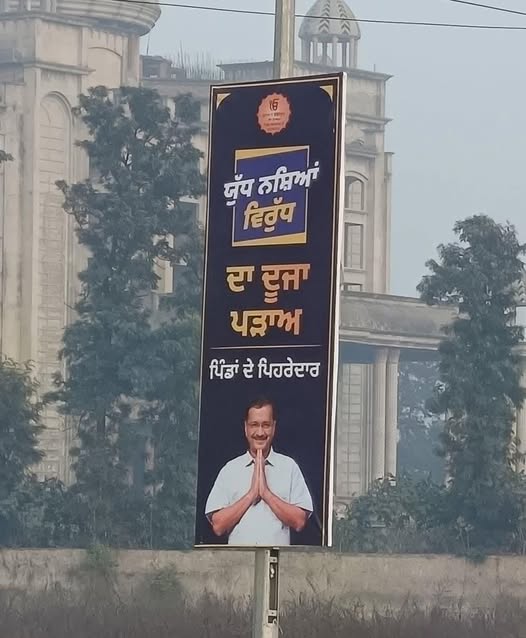 ੴ
ਯੁੱਧ ਨਸ਼ਿਆਂ
ਵਿਰੁੱਧ
ਦਾ ਦੂਜਾ
ਪੜਾਅ
ਪਿੰਡਾਂ ਦੇ ਪਿਹਰੇਦਾਰ